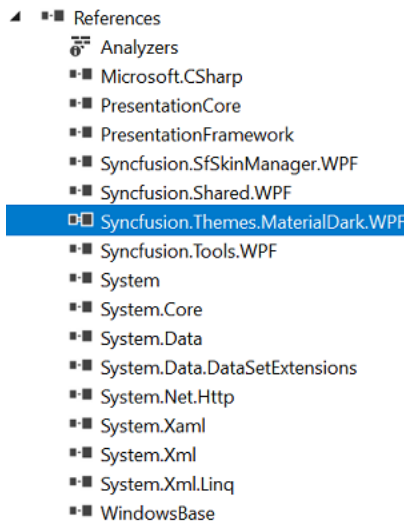 References
Analyzers
Microsoft.CSharp
PresentationCore
PresentationFramework
Syncfusion.SfSkinManager.WPF
Syncfusion.Shared.WPF
Syncfusion.Themes.MaterialDark.WPF
Syncfusion.Tools.WPF
System
System.Core
System.Data
System.Data.DataSetExtensions
System.Net.Http
System.Xaml
System.Xml
System.Xml.Linq
WindowsBase